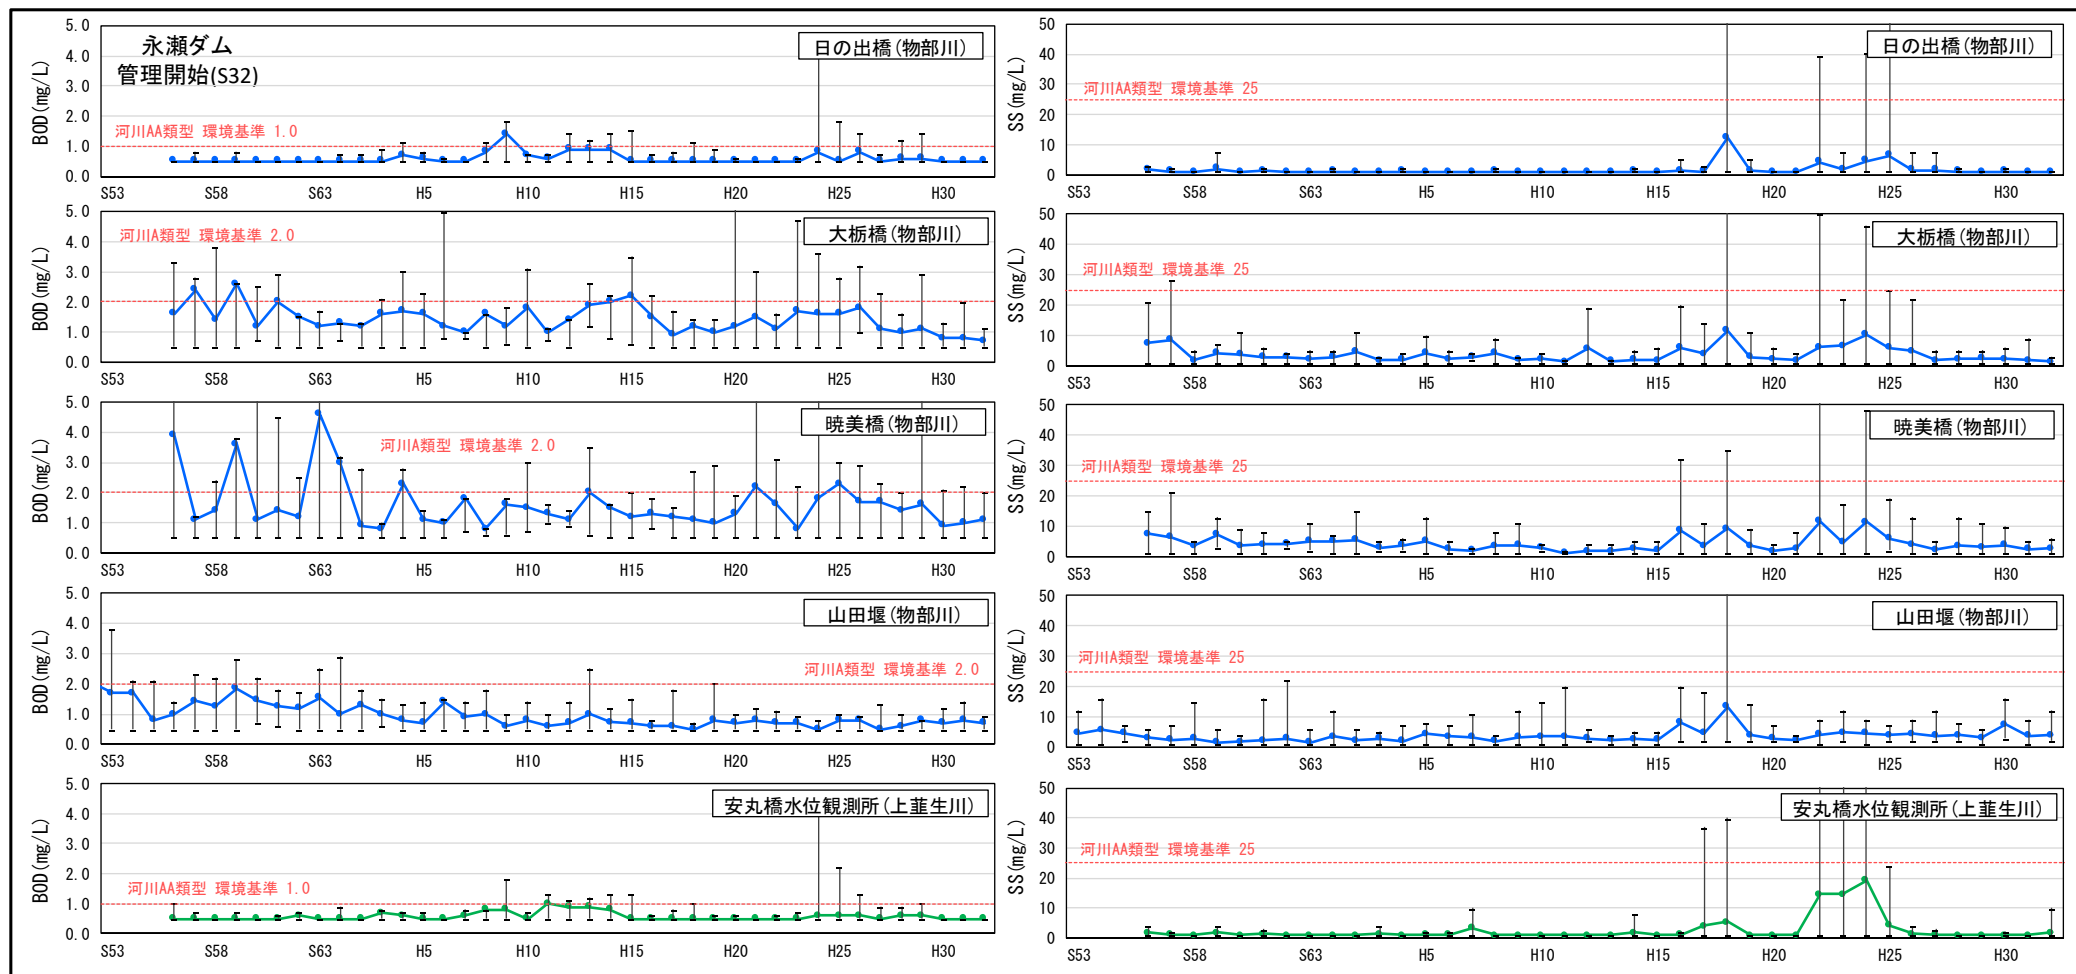 永瀬ダム
管理開始(S32)
日の出橋(物部川)
BOD(mg/L)
5.0
4.0
3.0
2.0
1.0
0.0
河川AA類型 環境基準 1.0
S53 S58 S63 H5 H10 H15 H20 H25 H30
大栃橋(物部川)
BOD(mg/L)
5.0
4.0
3.0
2.0
1.0
0.0
河川A類型 環境基準 2.0
S53 S58 S63 H5 H10 H15 H20 H25 H30
暁美橋(物部川)
BOD(mg/L)
5.0
4.0
3.0
2.0
1.0
0.0
河川A類型 環境基準 2.0
S53 S58 S63 H5 H10 H15 H20 H25 H30
山田堰(物部川)
BOD(mg/L)
5.0
4.0
3.0
2.0
1.0
0.0
河川A類型 環境基準 2.0
S53 S58 S63 H5 H10 H15 H20 H25 H30
安丸橋水位観測所(上韮生川)
BOD(mg/L)
5.0
4.0
3.0
2.0
1.0
0.0
河川AA類型 環境基準 1.0
S53 S58 S63 H5 H10 H15 H20 H25 H30
日の出橋(物部川)
SS(mg/L)
50
40
30
20
10
0
河川AA類型 環境基準 25
S53 S58 S63 H5 H10 H15 H20 H25 H30
大栃橋(物部川)
SS(mg/L)
50
40
30
20
10
0
河川A類型 環境基準 25
S53 S58 S63 H5 H10 H15 H20 H25 H30
暁美橋(物部川)
SS(mg/L)
50
40
30
20
10
0
河川A類型 環境基準 25
S53 S58 S63 H5 H10 H15 H20 H25 H30
山田堰(物部川)
SS(mg/L)
50
40
30
20
10
0
河川A類型 環境基準 25
S53 S58 S63 H5 H10 H15 H20 H25 H30
安丸橋水位観測所(上韮生川)
SS(mg/L)
50
40
30
20
10
0
河川AA類型 環境基準 25
S53 S58 S63 H5 H10 H15 H20 H25 H30